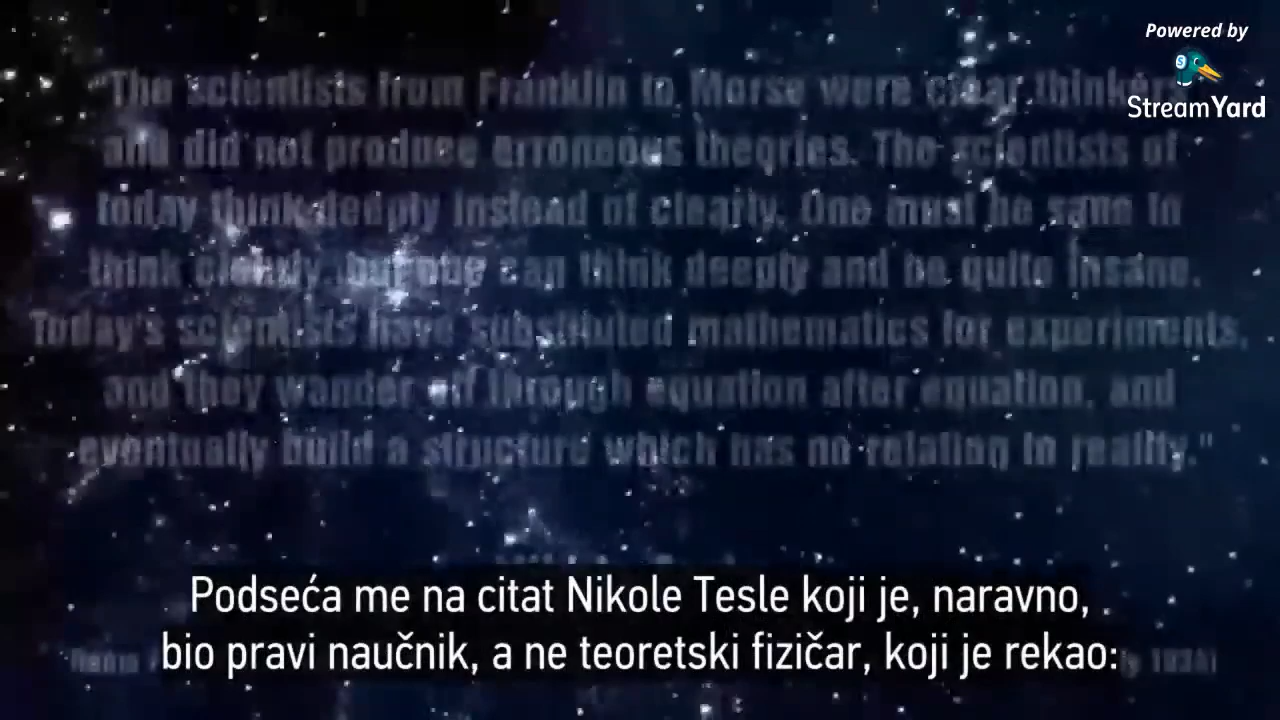 Powered by
StreamYard
"The scientists from Franklin to Morse were clear thinkers
and did not produce erroneous theories. The scientists of
today think deeply instead of clearly. One must be sane to
think clearly, but one can think deeply and be quite insane.
Today's scientists have substituted mathematics for experiments,
and they wander off through equation after equation, and
eventually build a structure which has no relation to reality."
Podseća me na citat Nikole Tesle koji je, naravno,
bio pravi naučnik, a ne teoretski fizičar, koji je rekao: